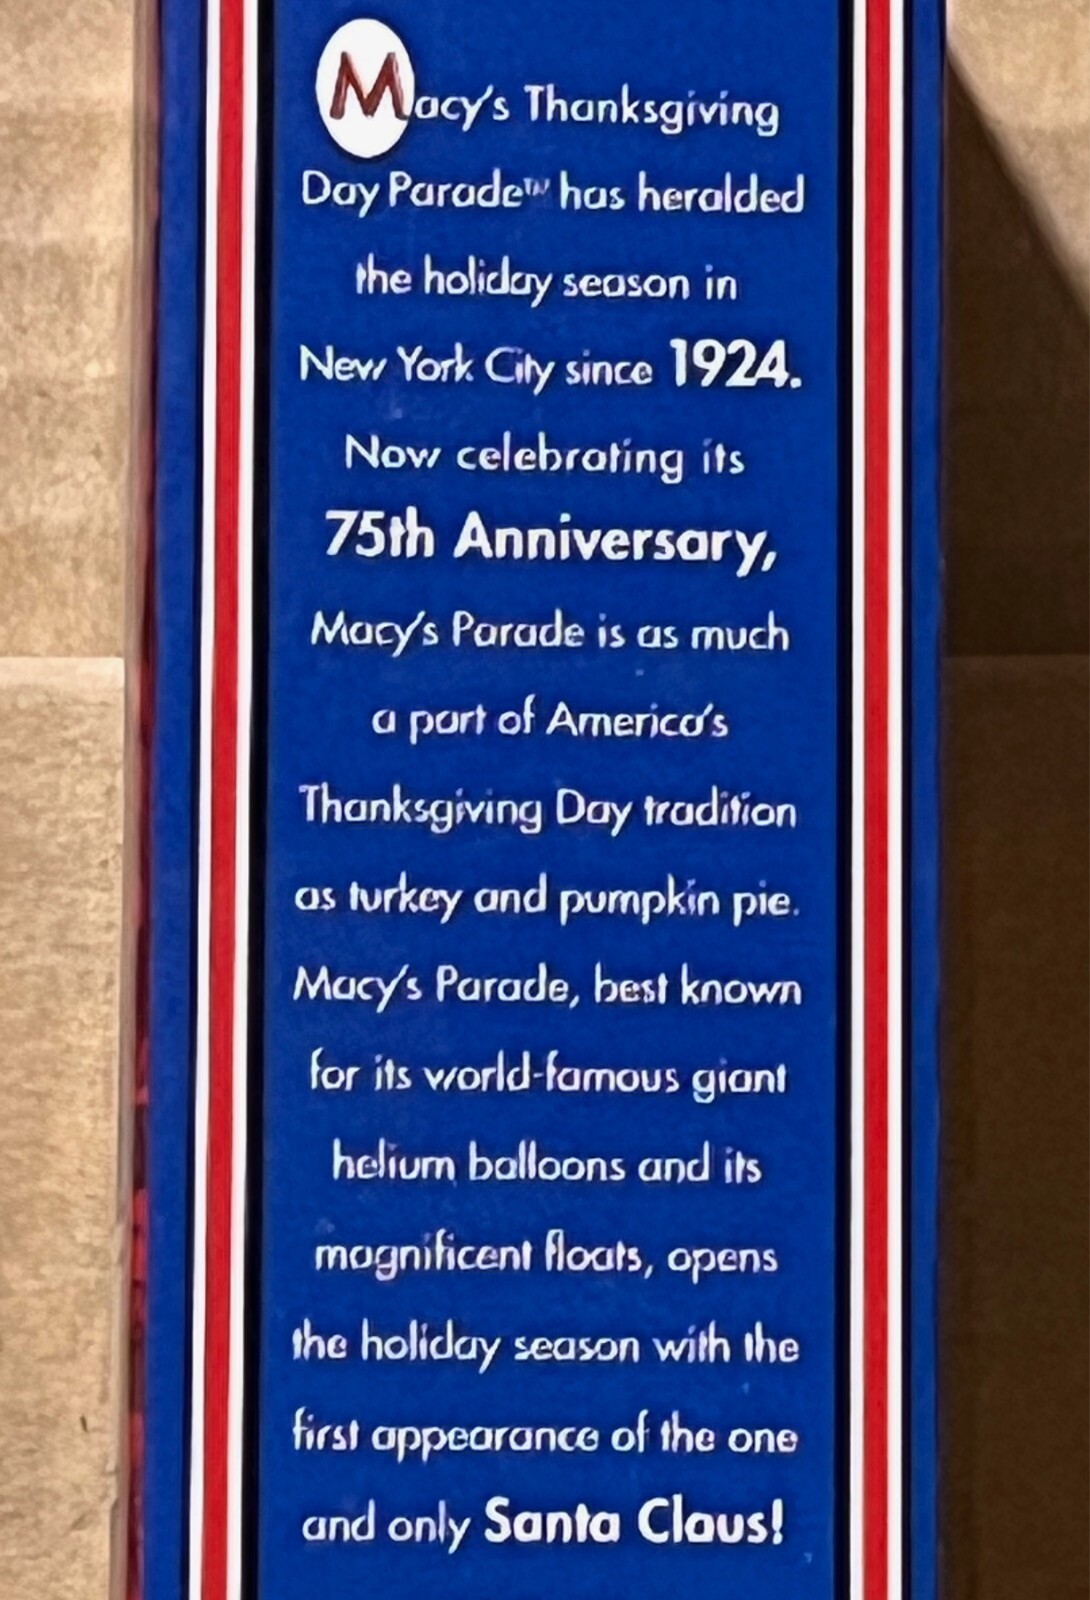 Macy's Thanksgiving
Day Parade™ has heralded
the holiday season in
New York City since 1924.
Now celebrating its
75th Anniversary,
Macy's Parade is as much
a part of America's
Thanksgiving Day tradition
as turkey and pumpkin pie.
Macy's Parade, best known
for its world-famous giant
helium balloons and its
magnificent floats, opens
the holiday season with the
first appearance of the one
and only Santa Claus!